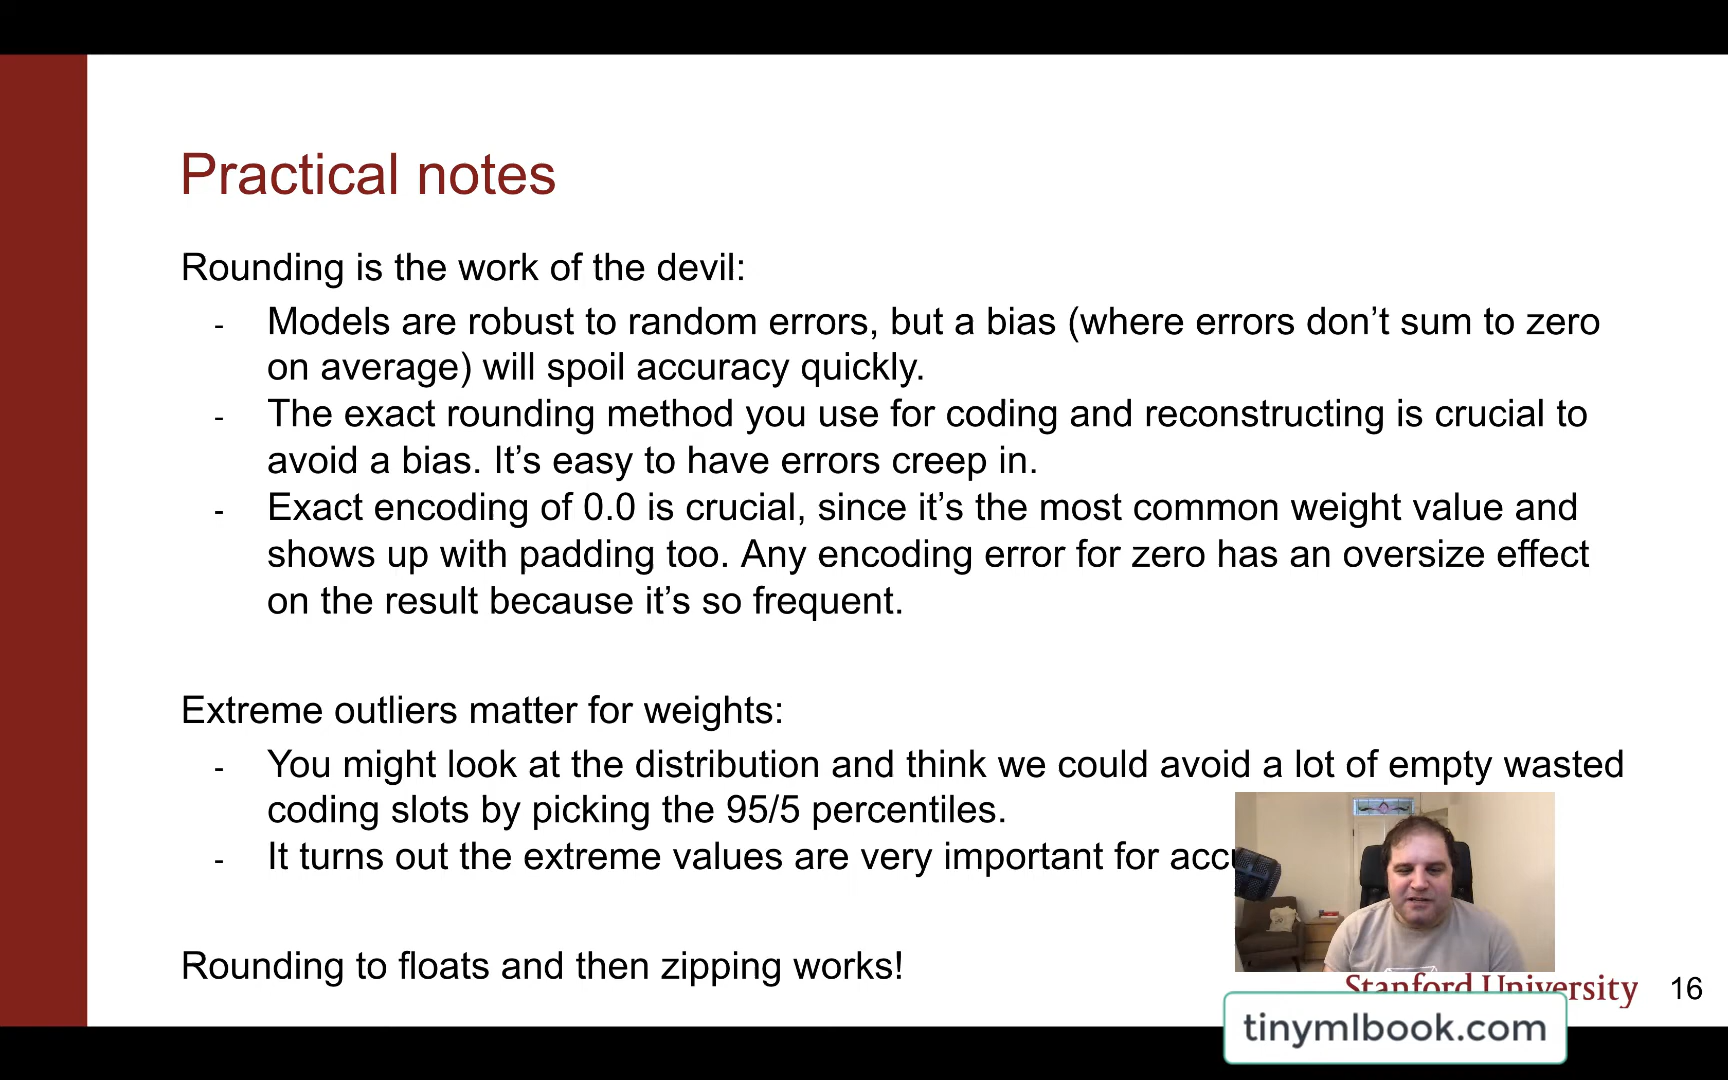 Practical notes
Rounding is the work of the devil:
- Models are robust to random errors, but a bias (where errors don’t sum to zero
on average) will spoil accuracy quickly.
- The exact rounding method you use for coding and reconstructing is crucial to
avoid a bias. It’s easy to have errors creep in.
- Exact encoding of 0.0 is crucial, since it’s the most common weight value and
shows up with padding too. Any encoding error for zero has an oversize effect
on the result because it’s so frequent.
Extreme outliers matter for weights:
- You might look at the distribution and think we could avoid a lot of empty wasted
coding slots by picking the 95/5 percentiles.
- It turns out the extreme values are very important for
Rounding to floats and then zipping works!
Stanford University 16
tinymlbook.com